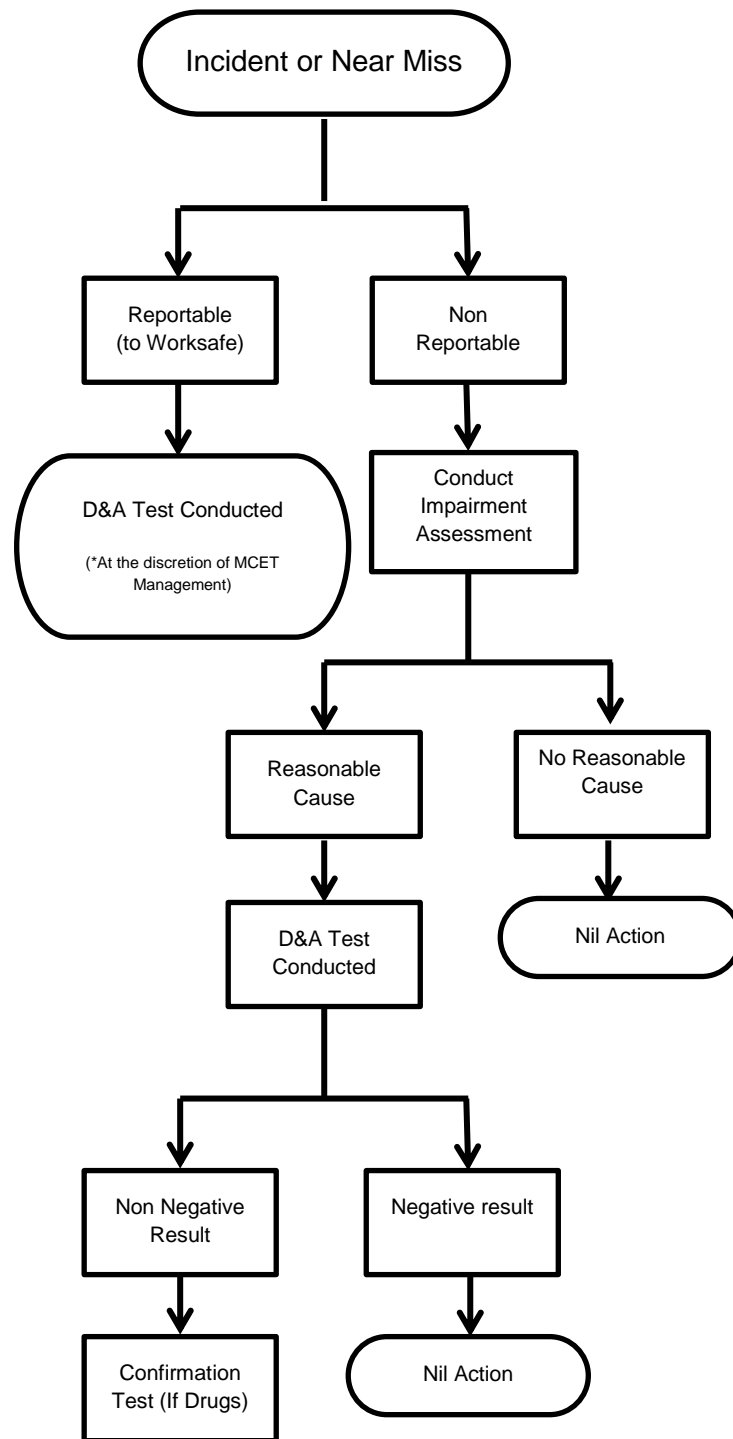 Incident or Near Miss
Reportable
(to Worksafe)
Non
Reportable
D&A Test Conducted
(*At the discretion of MCET
Management)
Conduct
Impairment
Assessment
Reasonable
Cause
No Reasonable
Cause
D&A Test
Conducted
Nil Action
Non Negative
Result
Negative result
Confirmation
Test (If Drugs)
Nil Action